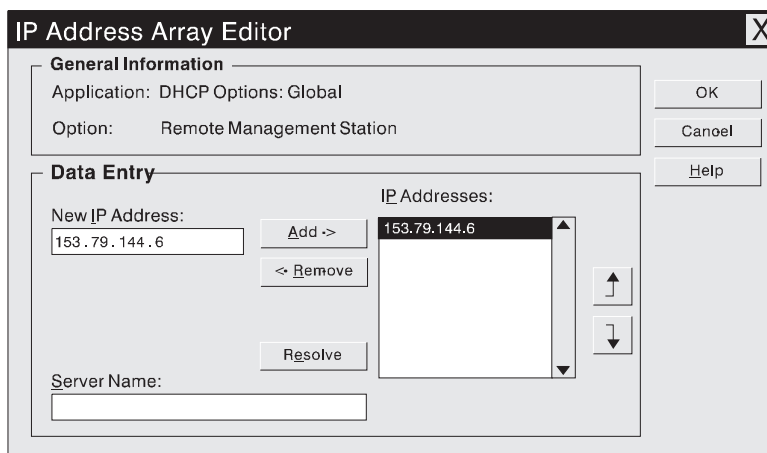 IP Address Array Editor
X
General Information
Application: DHCP Options: Global
Option: Remote Management Station
OK
Cancel
Help
Data Entry
New IP Address:
153.79.144.6
Add ->
<- Remove
Resolve
IP Addresses:
153.79.144.6
Server Name: